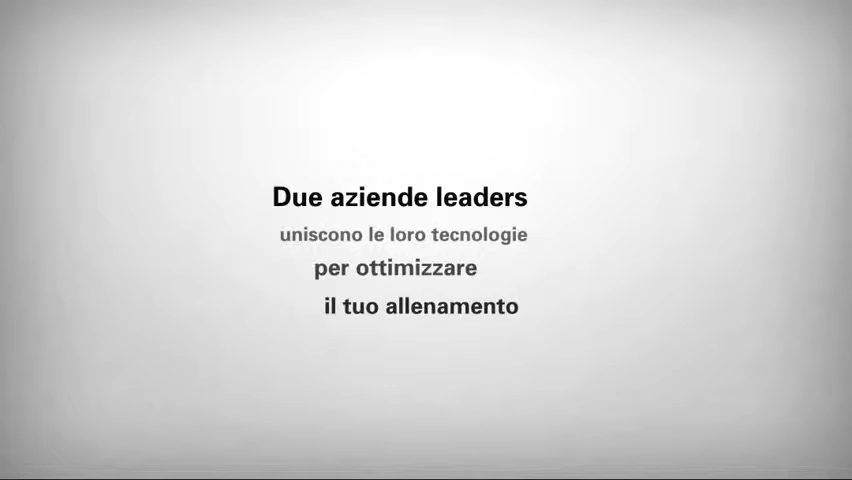 Due aziende leaders
uniscono le loro tecnologie
per ottimizzare
il tuo allenamento